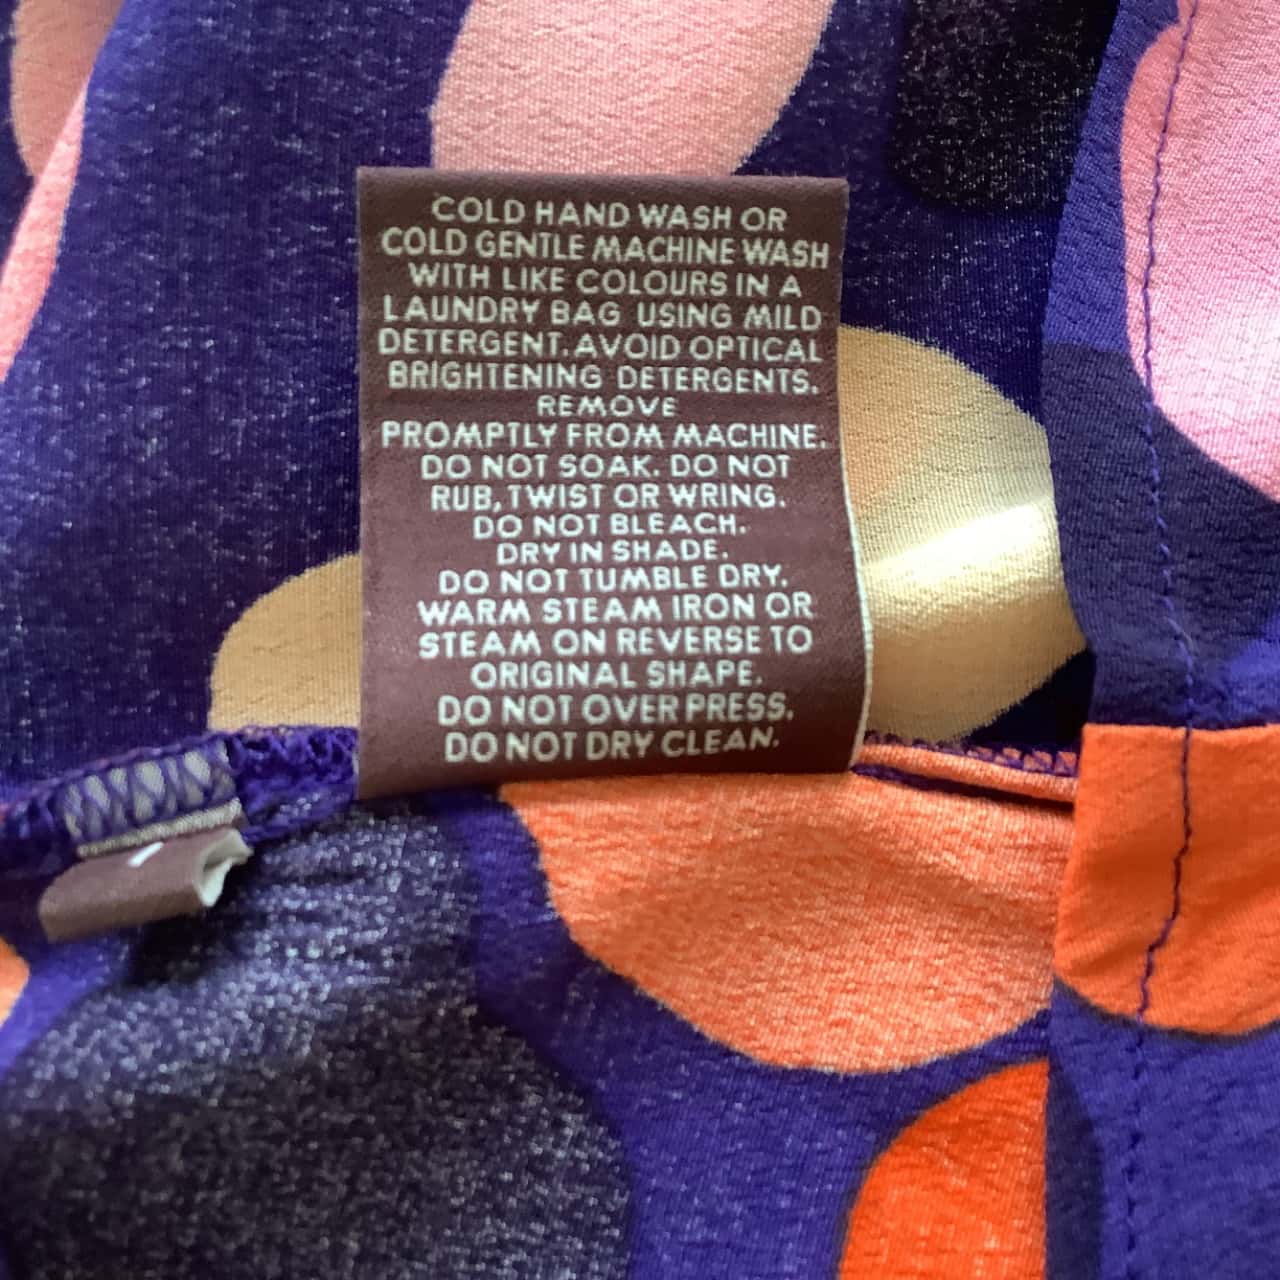 COLD HAND WASH OR
COLD GENTLE MACHINE WASH
WITH LIKE COLOURS IN A
LAUNDRY BAG USING MILD
DETERGENT. AVOID OPTICAL
BRIGHTENING DETERGENTS.
REMOVE
PROMPTLY FROM MACHINE.
DO NOT SOAK. DO NOT
RUB, TWIST OR WRING.
DO NOT BLEACH.
DRY IN SHADE.
DO NOT TUMBLE DRY.
WARM STEAM IRON OR
STEAM ON REVERSE TO
ORIGINAL SHAPE.
DO NOT OVER PRESS.
DO NOT DRY CLEAN.